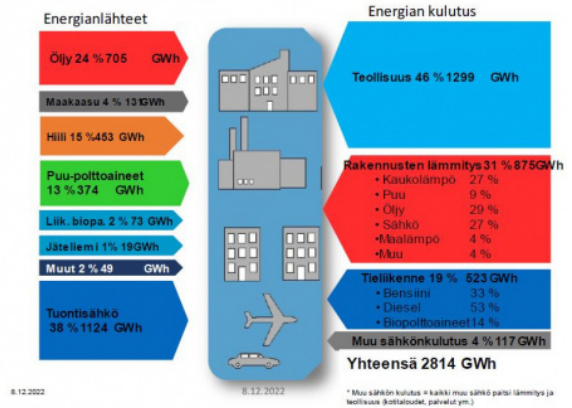 Energianlähteet
Öljy 24 % 705 GWh
Maakaasu 4 % 131GWh
Hiili 15 %453 GWh
Puu-polttoaineet
13 % 374 GWh
Liik. biopa. 2 % 73 GWh
Jäteliemi 1% 19GWh
Muut 2 % 49 GWh
Tuontisähkö
38 % 1124 GWh
8.12.2022
8.12.2022
Energian kulutus
Teollisuus 46 % 1299 GWh
Rakennusten lämmitys 31 % 875GWh
• Kaukolämpö 27 %
• Puu 9 %
• Öljy 29 %
• Sähkö 27 %
•Maalämpö 4 %
•Muu 4 %
Tieliikenne 19 % 523 GWh
• Bensiini 33 %
• Diesel 53 %
• Biopolttoaineet 14 %
Muu sähkönkulutus 4 % 117 GWh
Yhteensä 2814 GWh
* Muu sähkön kulutus = kaikki muu sähkö paitsi lämmitys ja
teollisuus (kotitaloudet, palvelut ym.)